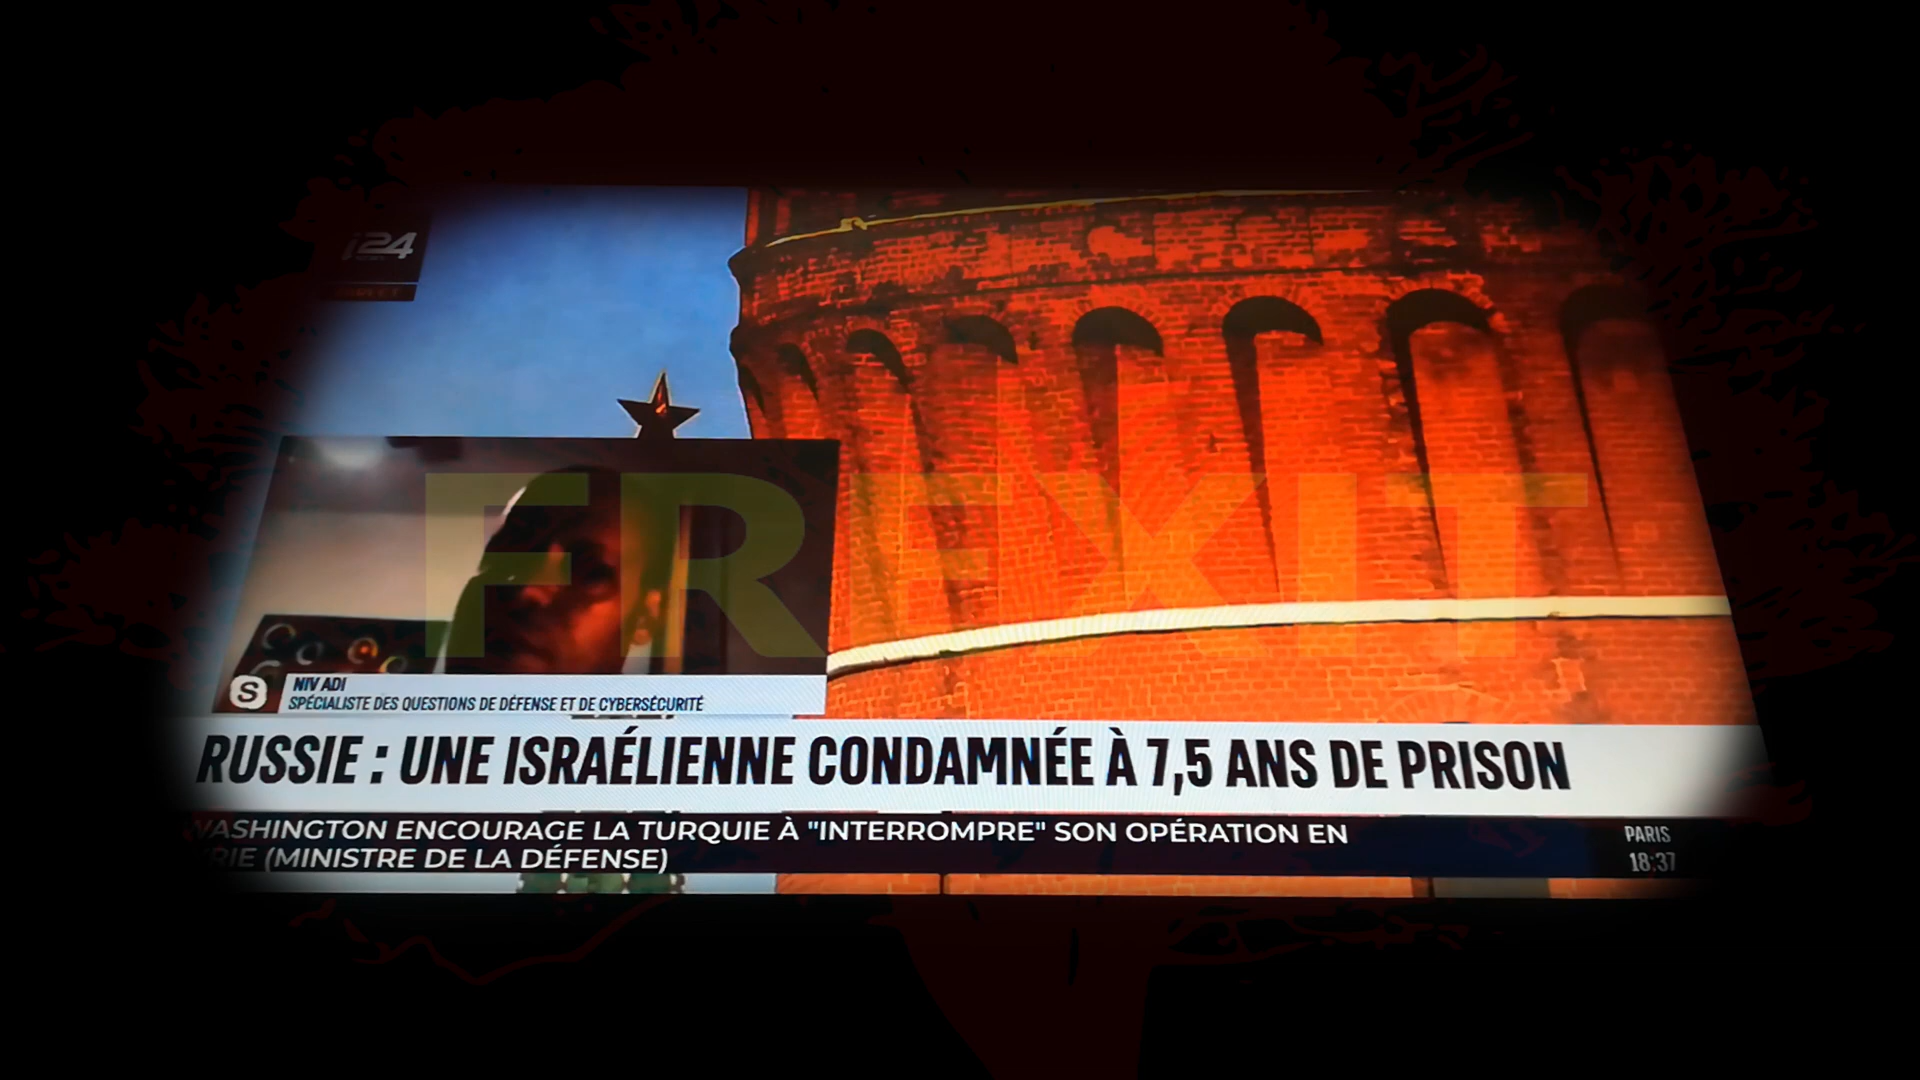 i24
FREXIT
S
NIV ADI
SPÉCIALISTE DES QUESTIONS DE DÉFENSE ET DE CYBERSÉCURITÉ
RUSSIE : UNE ISRAÉLIENNE CONDAMNÉE À 7,5 ANS DE PRISON
WASHINGTON ENCOURAGE LA TURQUIE À "INTERROMPRE" SON OPÉRATION EN
RIE (MINISTRE DE LA DÉFENSE)
PARIS
18:37